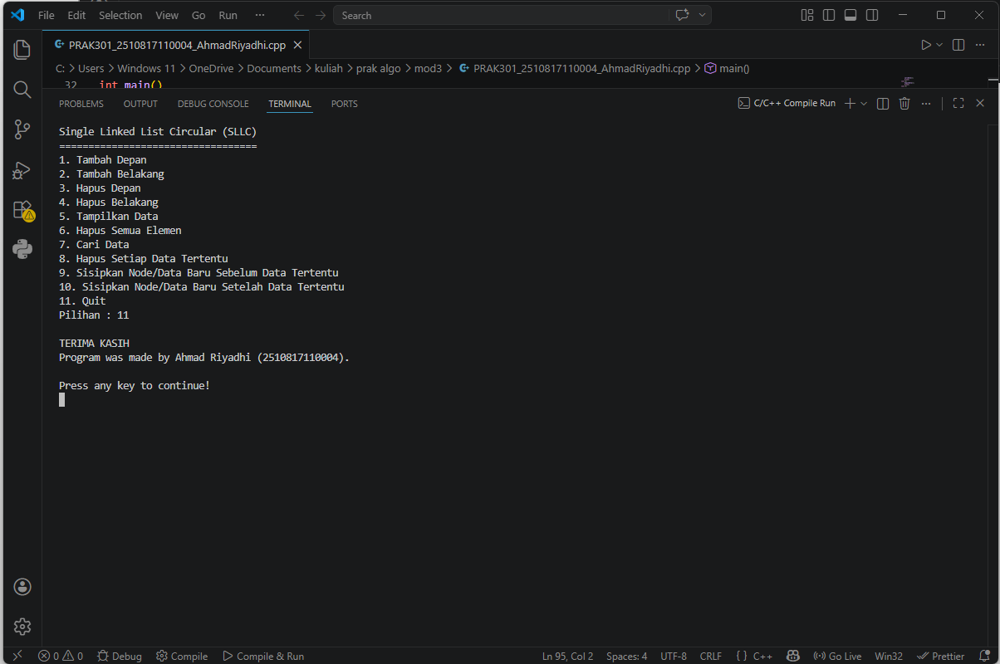 File Edit Selection View Go Run ··· Search
PRAK301_2510817110004_AhmadRiyadhi.cpp
C: > Users > Windows 11 > OneDrive > Documents > kuliah > prak algo > mod3 > PRAK301_2510817110004_AhmadRiyadhi.cpp > main()
32 int main()
PROBLEMS OUTPUT DEBUG CONSOLE TERMINAL PORTS C/C++ Compile Run
Single Linked List Circular (SLLC)
==================================
1. Tambah Depan
2. Tambah Belakang
3. Hapus Depan
4. Hapus Belakang
5. Tampilkan Data
6. Hapus Semua Elemen
7. Cari Data
8. Hapus Setiap Data Tertentu
9. Sisipkan Node/Data Baru Sebelum Data Tertentu
10. Sisipkan Node/Data Baru Setelah Data Tertentu
11. Quit
Pilihan : 11
TERIMA KASIH
Program was made by Ahmad Riyadhi (2510817110004).
Press any key to continue!
0 0 Debug Compile Compile & Run Ln 95, Col 2 Spaces: 4 UTF-8 CRLF { } C++ Go Live Win32 Prettier